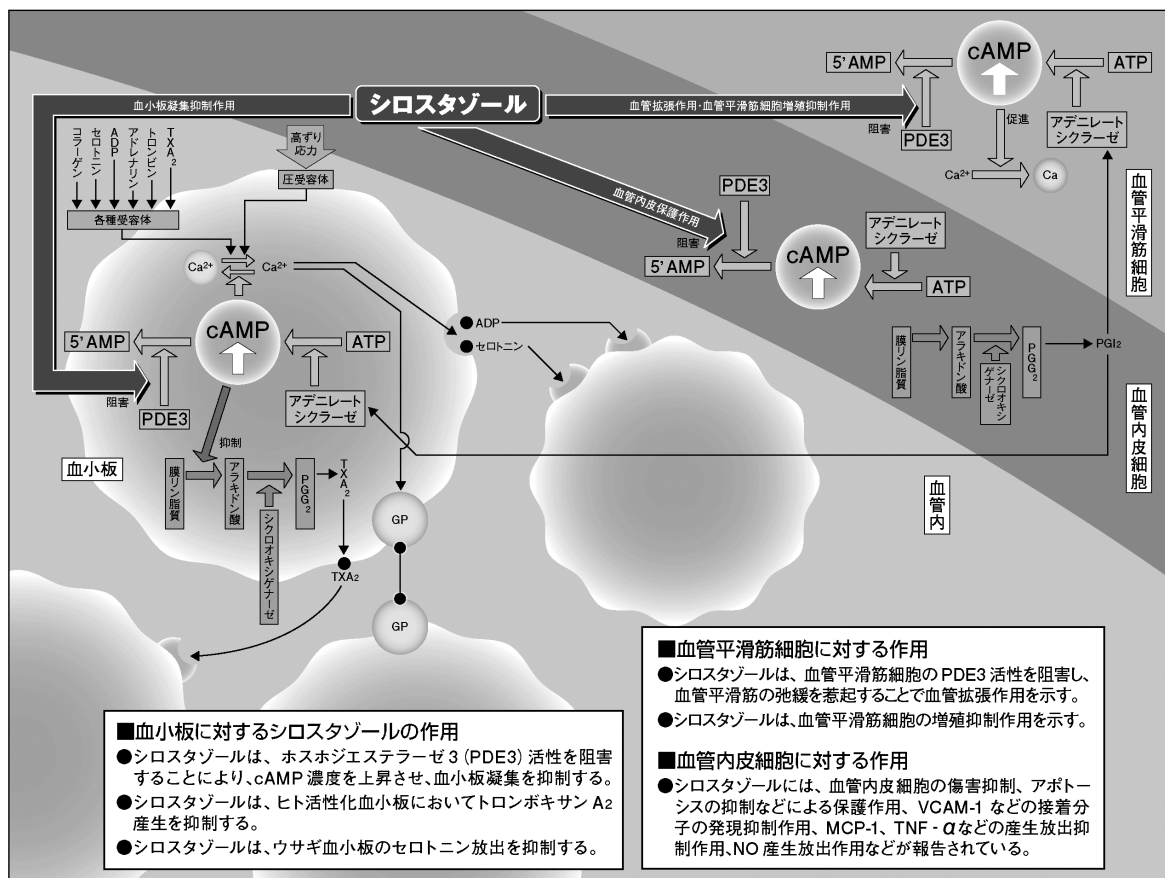 シロスタゾール
血小板凝集抑制作用
血管拡張作用・血管平滑筋細胞増殖抑制作用
血管内皮保護作用
コラーゲン
セロトニン
ADP
アドレナリン
トロンビン
TXA2
各種受容体
高ずり
応力
圧受容体
Ca2+
Ca2+
cAMP
5' AMP
ATP
阻害
PDE3
アデニレート
シクラーゼ
抑制
血小板
膜リン脂質
アラキドン酸
PGG2
TXA2
シクロオキシゲナーゼ
TXA2
GP
GP
ADP
セロトニン
5' AMP
cAMP
ATP
阻害
PDE3
促進
アデニレート
シクラーゼ
Ca2+
Ca
血管平滑筋細胞
PDE3
阻害
5' AMP
cAMP
アデニレート
シクラーゼ
ATP
膜リン脂質
アラキドン酸
シクロオキシ
ゲナーゼ
PGG2
PGI2
血管内皮細胞
血管内
■血小板に対するシロスタゾールの作用
●シロスタゾールは、ホスホジエステラーゼ3(PDE3)活性を阻害
することにより、cAMP濃度を上昇させ、血小板凝集を抑制する。
●シロスタゾールは、ヒト活性化血小板においてトロンボキサンA2
産生を抑制する。
●シロスタゾールは、ウサギ血小板のセロトニン放出を抑制する。
■血管平滑筋細胞に対する作用
●シロスタゾールは、血管平滑筋細胞のPDE3活性を阻害し、
血管平滑筋の弛緩を惹起することで血管拡張作用を示す。
●シロスタゾールは、血管平滑筋細胞の増殖抑制作用を示す。
■血管内皮細胞に対する作用
●シロスタゾールには、血管内皮細胞の傷害抑制、アポトー
シスの抑制などによる保護作用、VCAM-1などの接着分
子の発現抑制作用、MCP-1、TNF-αなどの産生放出抑
制作用、NO産生放出作用などが報告されている。